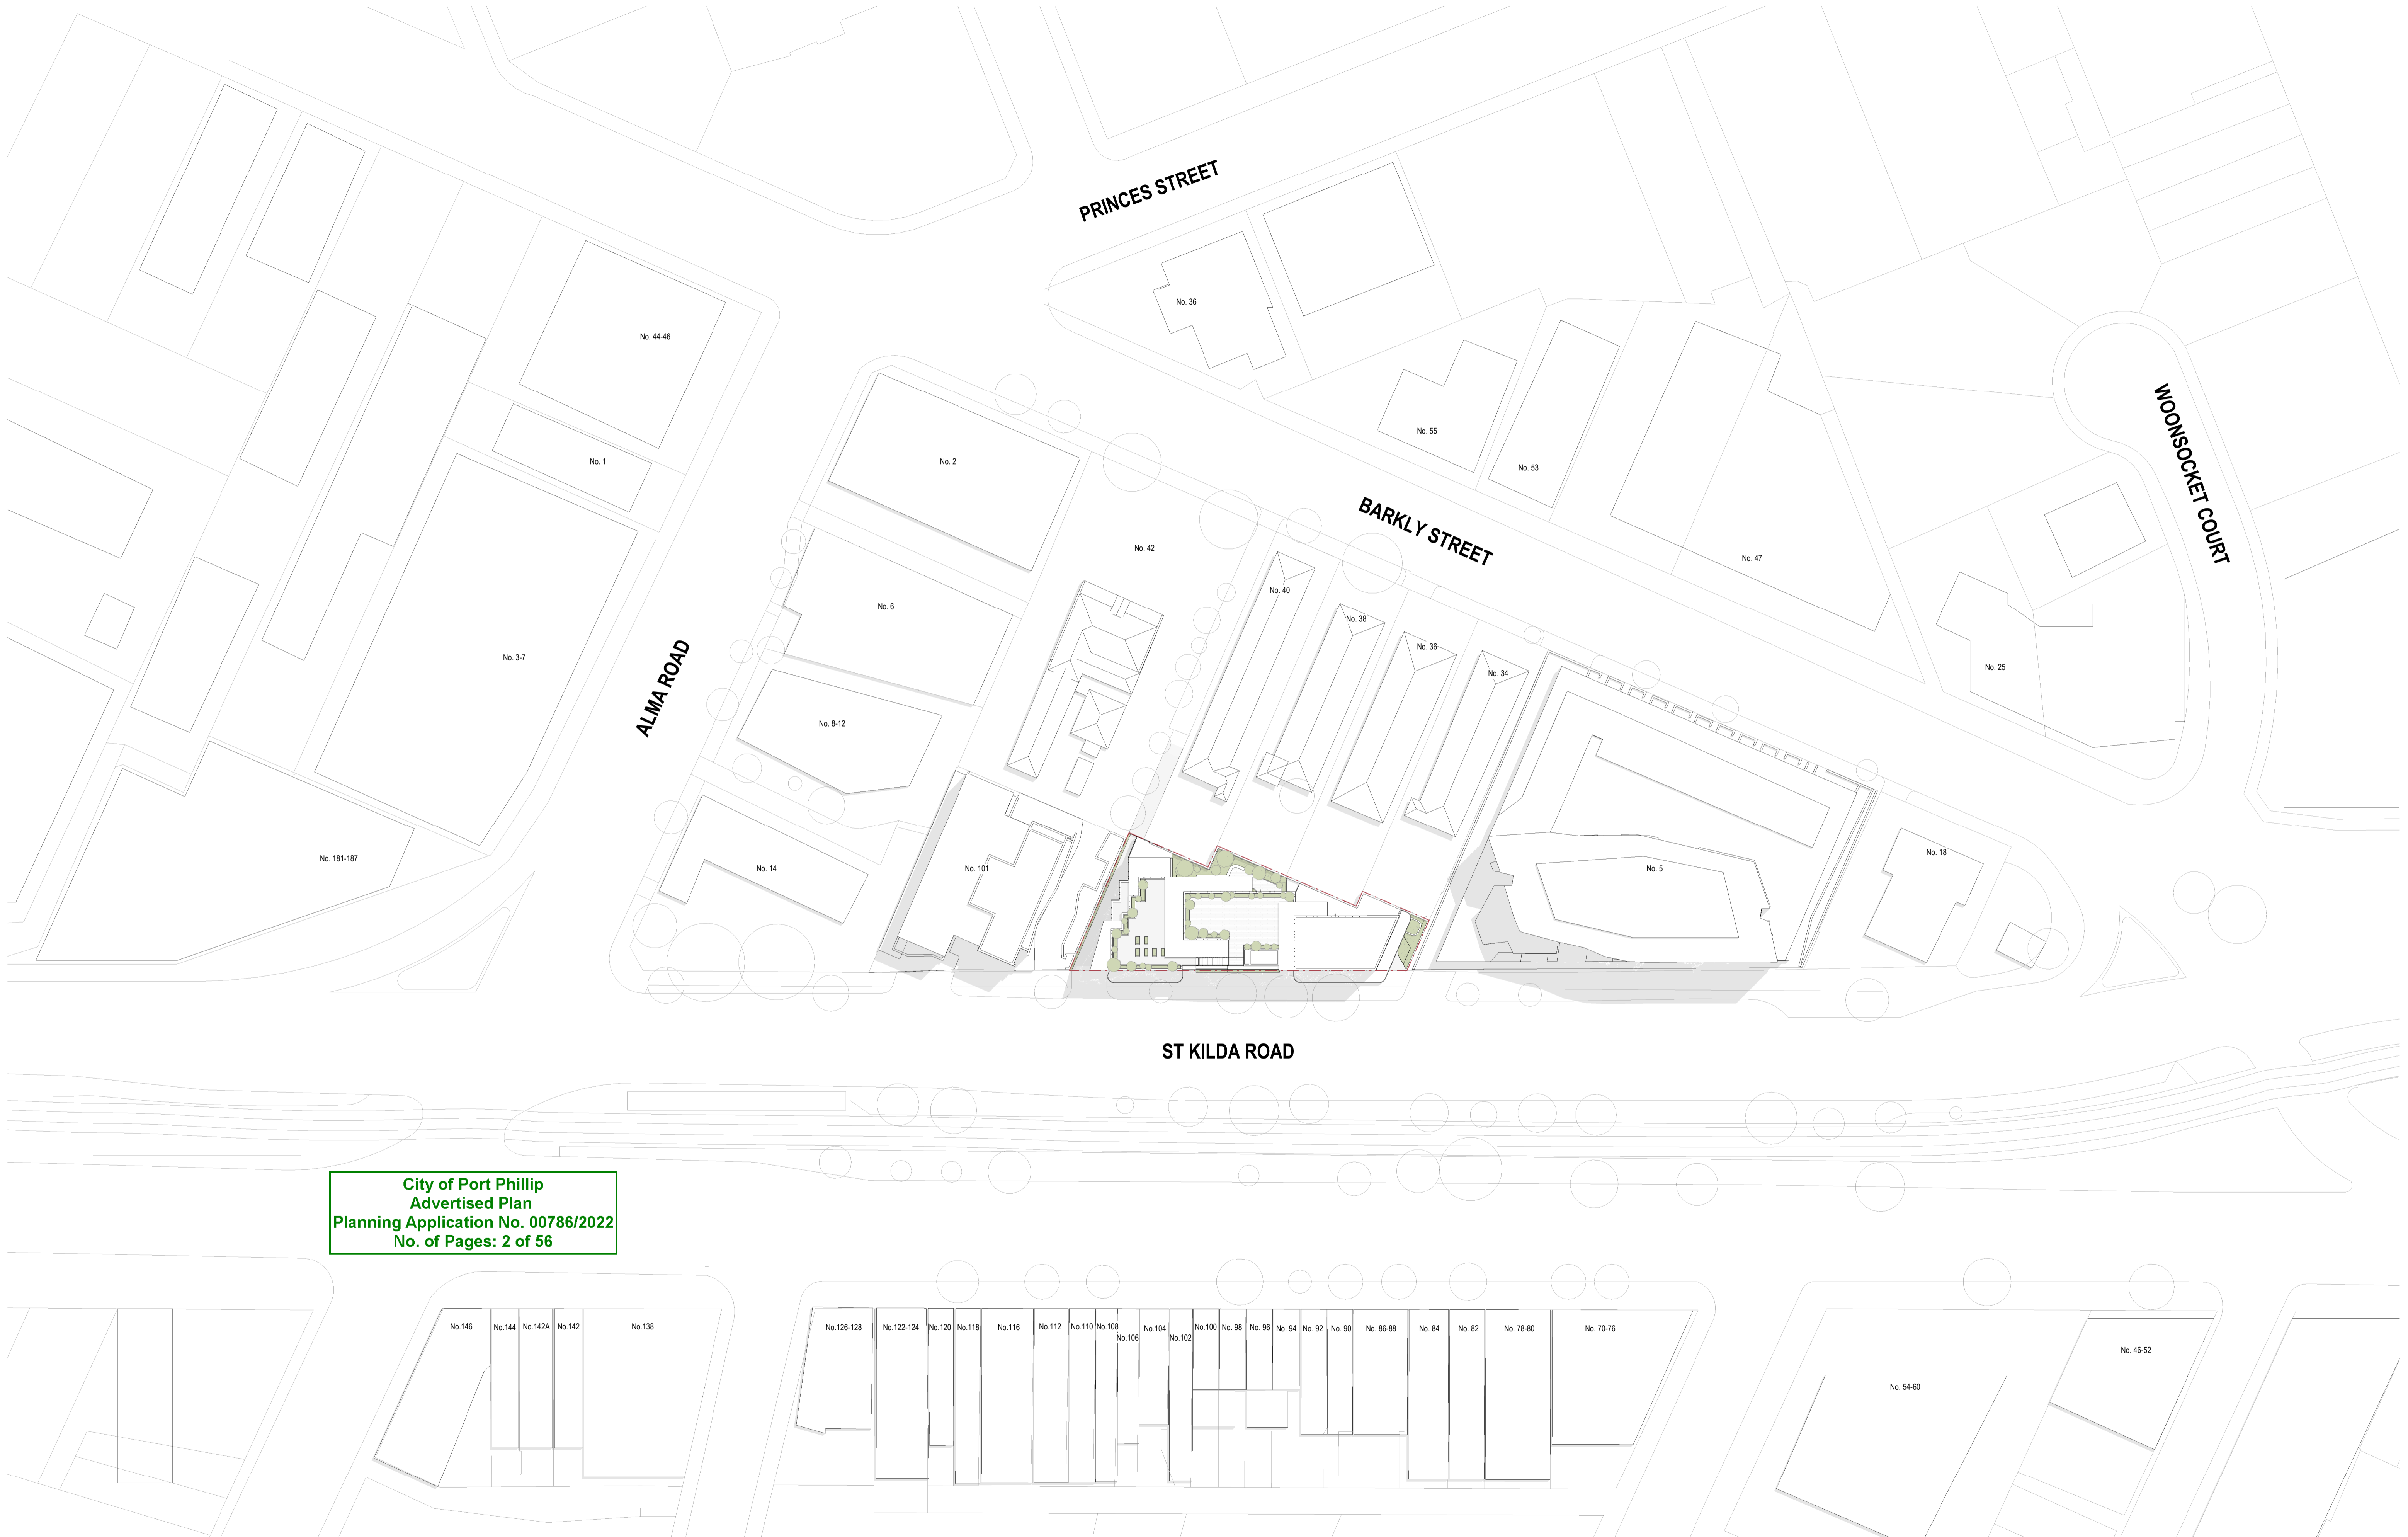 PRINCES STREET
No. 36
No. 44-46
WOONSOCKET COURT
No. 55
No. 1
No. 2
No. 53
BARKLY STREET
No. 42
No. 47
No. 40
No. 6
No. 38
No. 36
No. 3-7
ALMA ROAD
No. 34
No. 25
No. 8-12
No. 181-187
No. 14
No. 101
No. 5
No. 18
ST KILDA ROAD
City of Port Phillip
Advertised Plan
Planning Application No. 00786/2022
No. of Pages: 2 of 56
No.146
No.144
No.142A
No.142
No.138
No.126-128
No.122-124
No.120
No.118
No.116
No.112
No.110
No.108
No.106
No.104
No.102
No.100
No. 98
No. 96
No. 94
No. 92
No. 90
No. 86-88
No. 84
No. 82
No. 78-80
No. 70-76
No. 46-52
No. 54-60